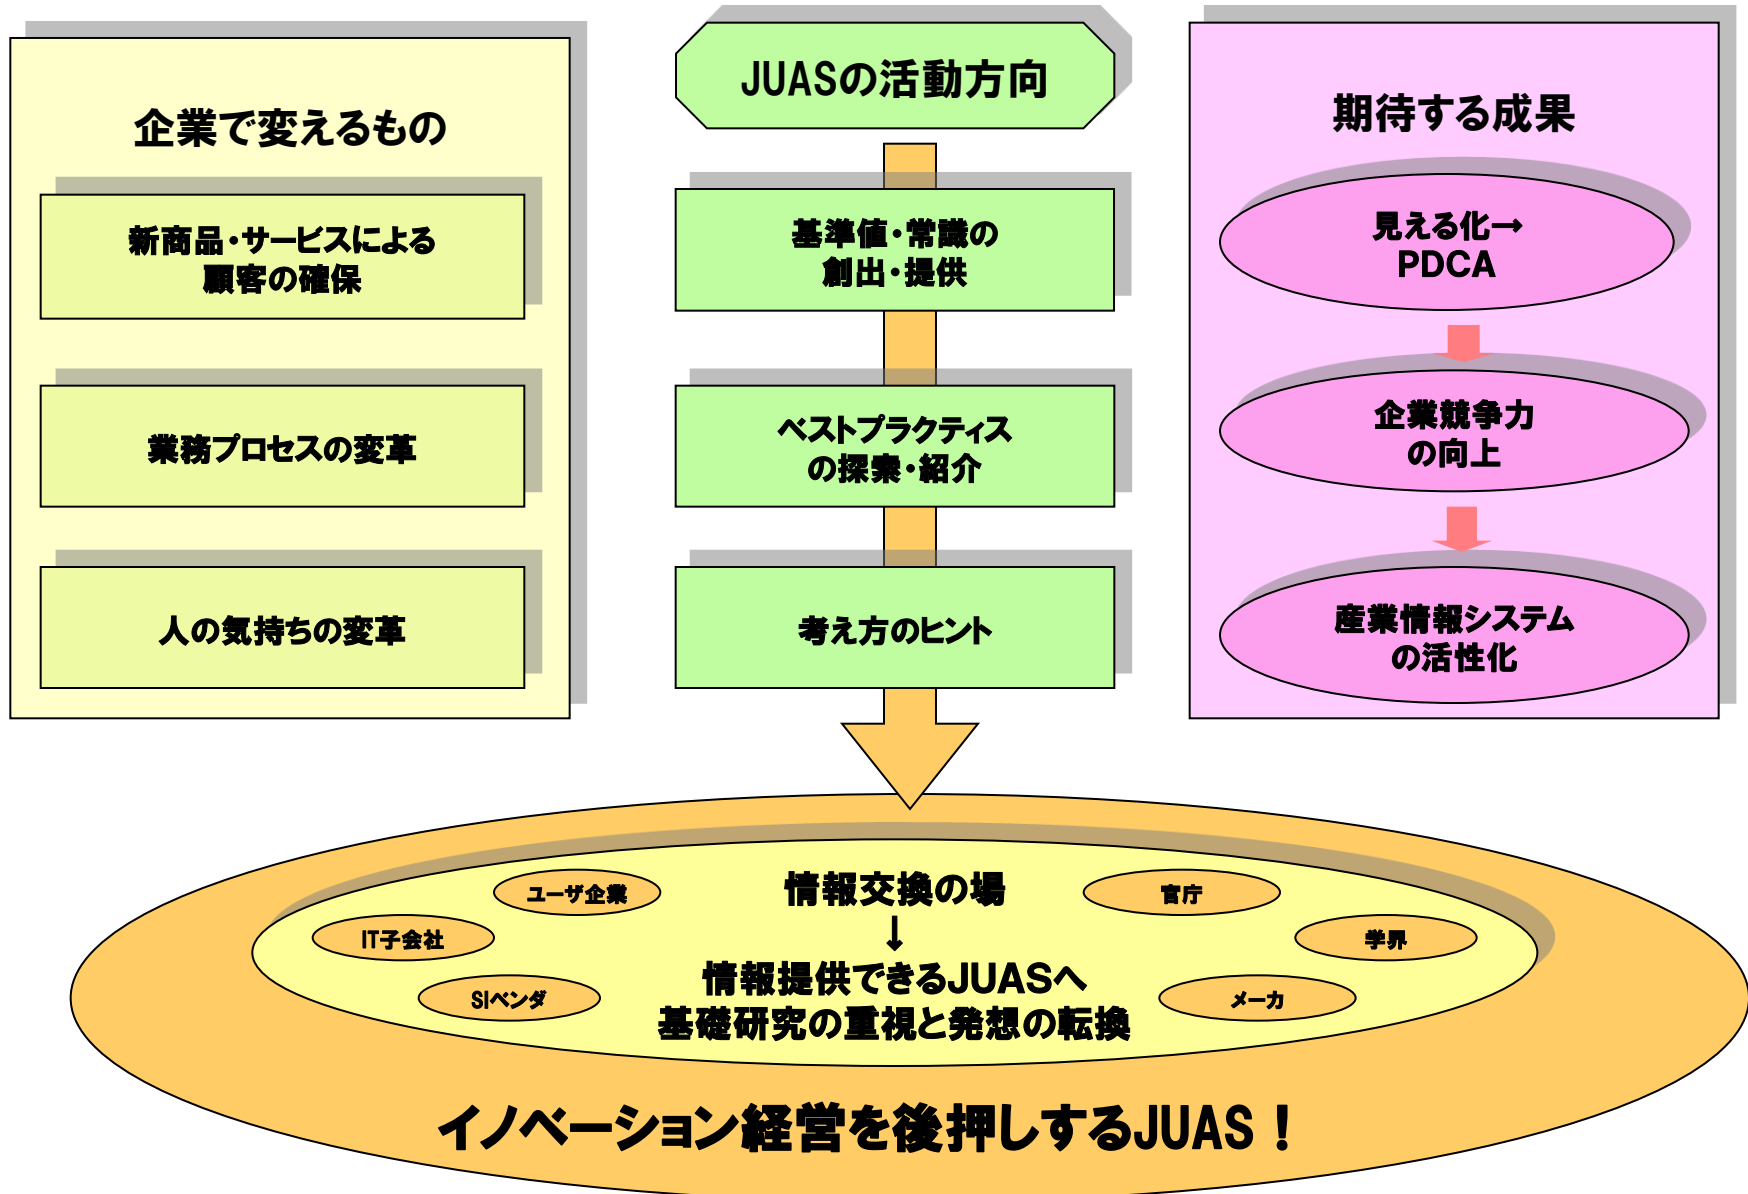 企業で変えるもの
新商品・サービスによる
顧客の確保
業務プロセスの変革
人の気持ちの変革
JUASの活動方向
基準値・常識の
創出・提供
ベストプラクティス
の探索・紹介
考え方のヒント
期待する成果
見える化→
PDCA
企業競争力
の向上
産業情報システム
の活性化
ユーザ企業
IT子会社
SIベンダ
情報交換の場
↓
情報提供できるJUASへ
基礎研究の重視と発想の転換
官庁
学界
メーカ
イノベーション経営を後押しするJUAS！